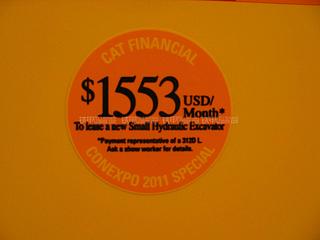 CAT FINANCIAL
$1553 USD/
Month*
To lease a new Small Hydraulic Excavator
*Payment representative of a 312D L.
Ask a show worker for details.
CONEXPO 2011 SPECIAL